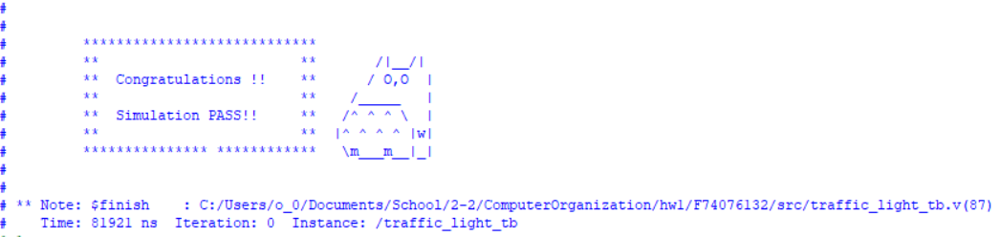 #
#
#         ****************************
#         **                        **       /|__/|
#         **  Congratulations !!    **      / O,O  |
#         **                        **    /_____   |
#         **  Simulation PASS!!     **   /^ ^ ^ \  |
#         **                        **  |^ ^ ^ ^ |w|
#         *************** ************   \m___m__|_|
#
#
# ** Note: $finish    : C:/Users/o_0/Documents/School/2-2/ComputerOrganization/hw1/F74076132/src/traffic_light_tb.v(87)
#    Time: 81921 ns  Iteration: 0  Instance: /traffic_light_tb